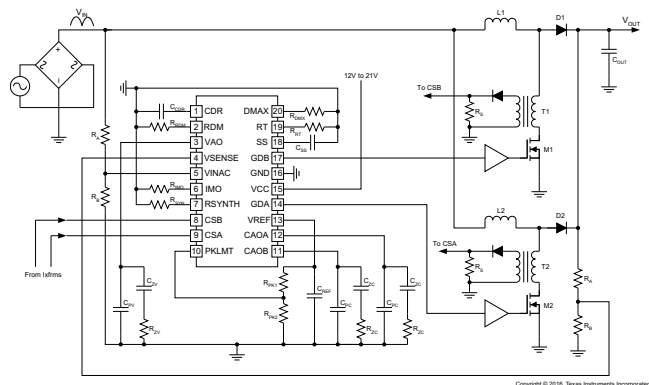 VIN
L1
D1
VOUT
COUT
12V to 21V
To CSB
RS
T1
M1
CCDR
1 CDR
DMAX 20
RDMX
RRDM
2 RDM
RT 19
RRT
3 VAO
SS 18
CSS
RA
4 VSENSE
GDB 17
5 VINAC
GND 16
RB
RIMO
6 IMO
VCC 15
RSYN
7 RSYNTH
GDA 14
L2
D2
8 CSB
VREF 13
9 CSA
CAOA 12
To CSA
10 PKLMT
CAOB 11
RS
T2
From Ixfrms
CZV
RPK1
CREF
CZC
CZC
RA
CPV
CPC
CPC
M2
RPK2
RB
RZV
RZC
RZC
Copyright © 2016, Texas Instruments Incorporated